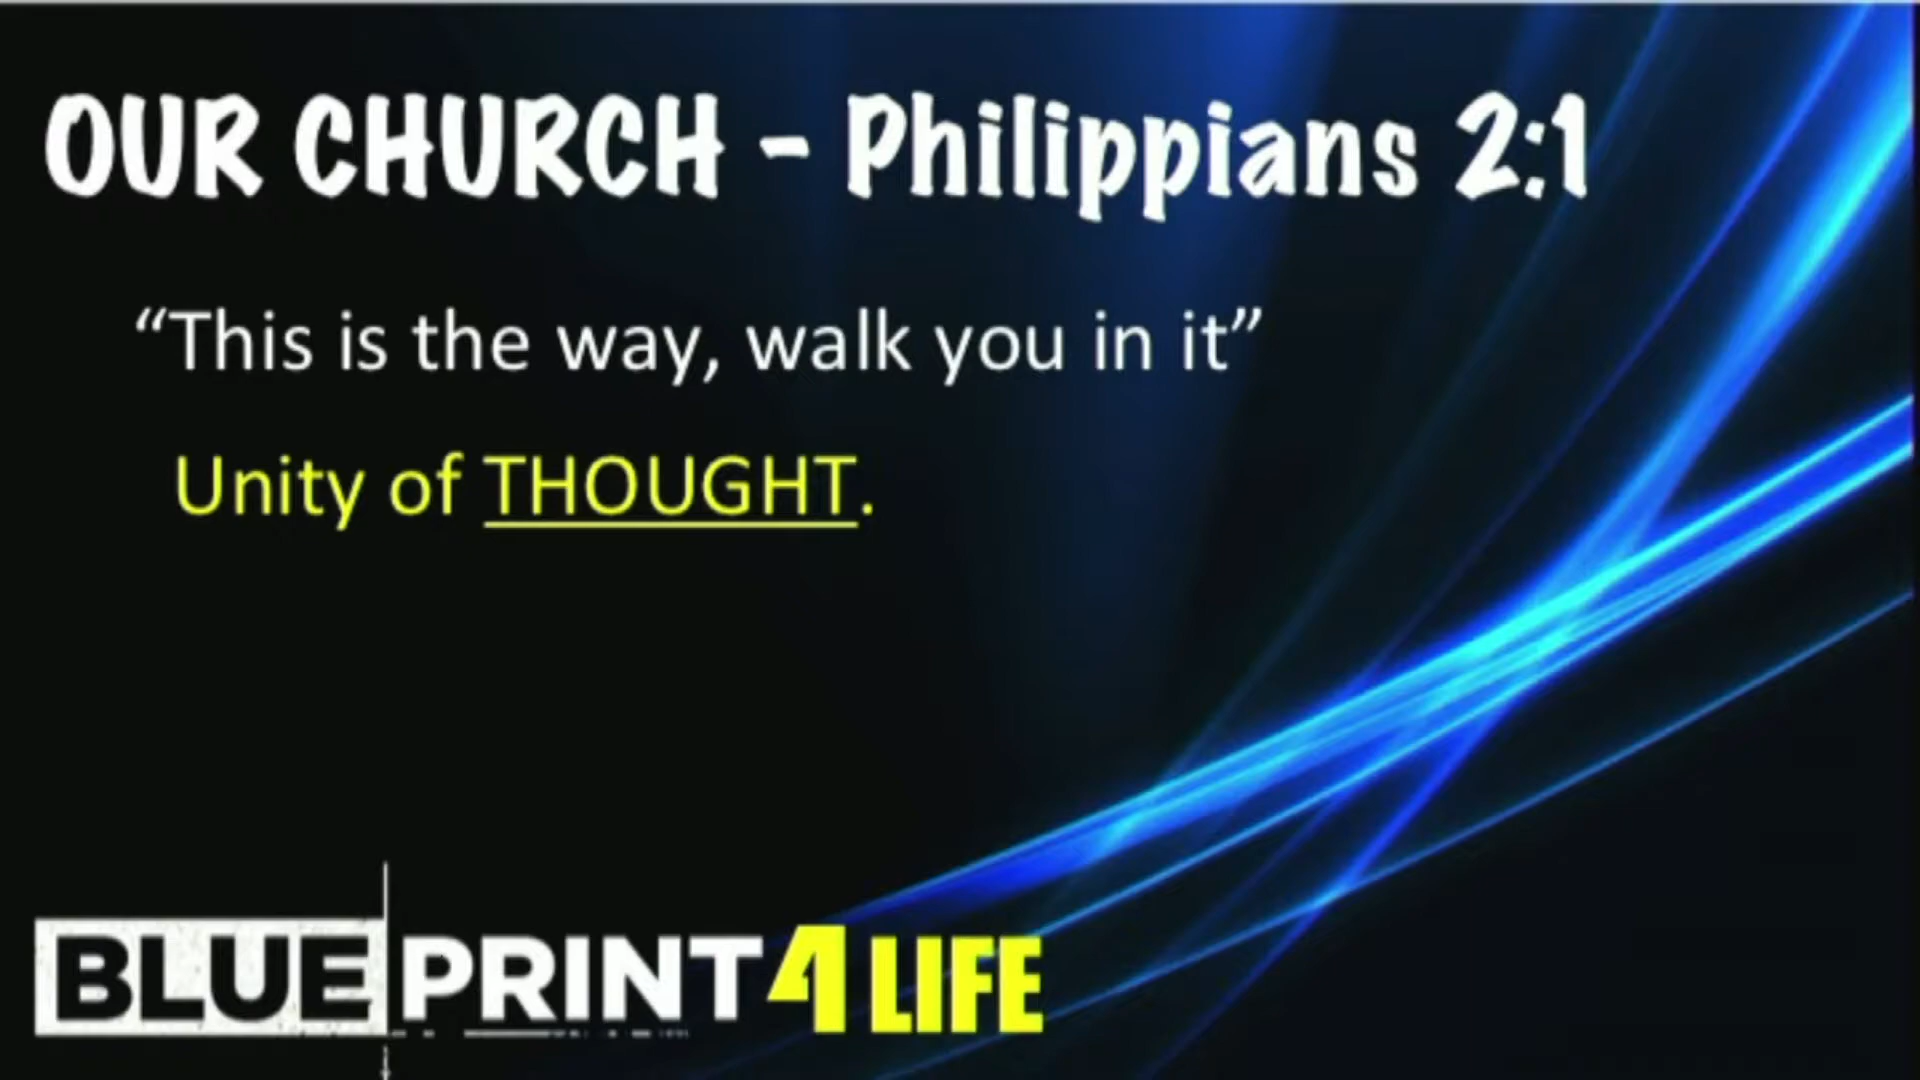 OUR CHURCH - Philippians 2:1
“This is the way, walk you in it”
Unity of THOUGHT.
BLUEPRINT4LIFE